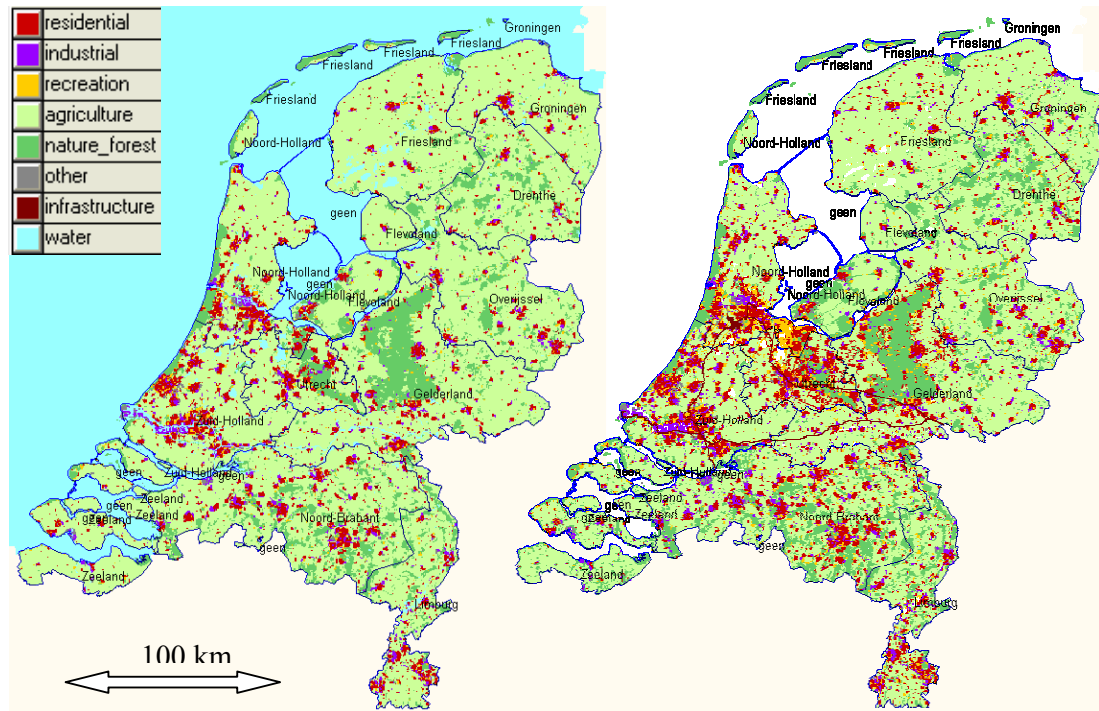 residential
industrial
recreation
agriculture
nature_forest
other
infrastructure
water
Groningen
Friesland
Friesland
Friesland
Friesland
Noord-Holland
Groningen
Friesland
Drenthe
geen
Flevoland
Noord-Holland
geen
Noord-Holland
Flevoland
Overijssel
Utrecht
Gelderland
Zuid-Holland
Zuid-Holland
geen
geen
geen
Zeeland
Zeeland
Zeeland
Noord-Brabant
geen
Zeeland
Limburg
100 km
Groningen
Friesland
Friesland
Friesland
Friesland
Noord-Holland
Groningen
Friesland
Drenthe
geen
Flevoland
Noord-Holland
geen
Noord-Holland
Flevoland
Overijssel
Utrecht
Gelderland
Zuid-Holland
Zuid-Holland
geen
geen
Zeeland
geen
Zeeland
Zeeland
Noord-Brabant
geen
Zeeland
Limburg